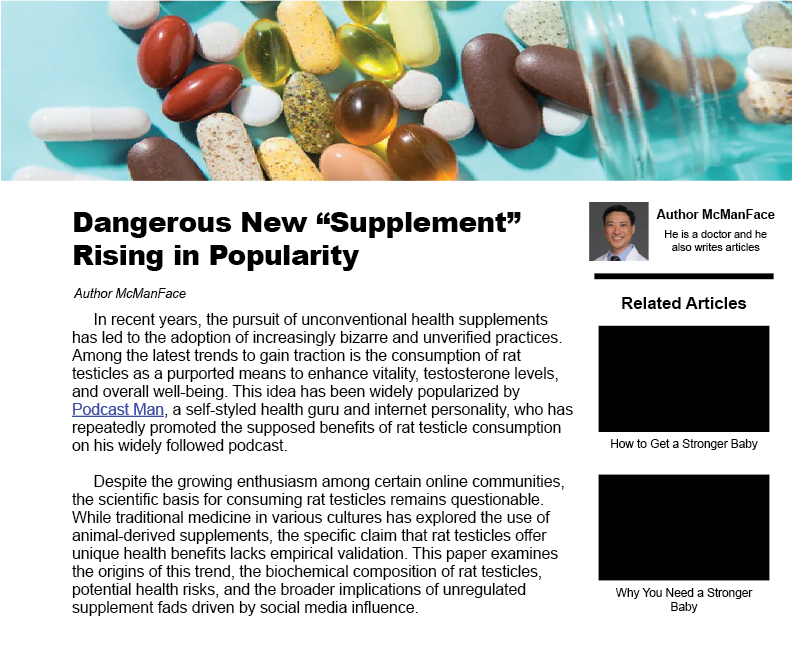 Dangerous New “Supplement”
Rising in Popularity
Author McManFace
In recent years, the pursuit of unconventional health supplements
has led to the adoption of increasingly bizarre and unverified practices.
Among the latest trends to gain traction is the consumption of rat
testicles as a purported means to enhance vitality, testosterone levels,
and overall well-being. This idea has been widely popularized by
Podcast Man, a self-styled health guru and internet personality, who has
repeatedly promoted the supposed benefits of rat testicle consumption
on his widely followed podcast.
Despite the growing enthusiasm among certain online communities,
the scientific basis for consuming rat testicles remains questionable.
While traditional medicine in various cultures has explored the use of
animal-derived supplements, the specific claim that rat testicles offer
unique health benefits lacks empirical validation. This paper examines
the origins of this trend, the biochemical composition of rat testicles,
potential health risks, and the broader implications of unregulated
supplement fads driven by social media influence.
Author McManFace
He is a doctor and he
also writes articles
Related Articles
How to Get a Stronger Baby
Why You Need a Stronger
Baby